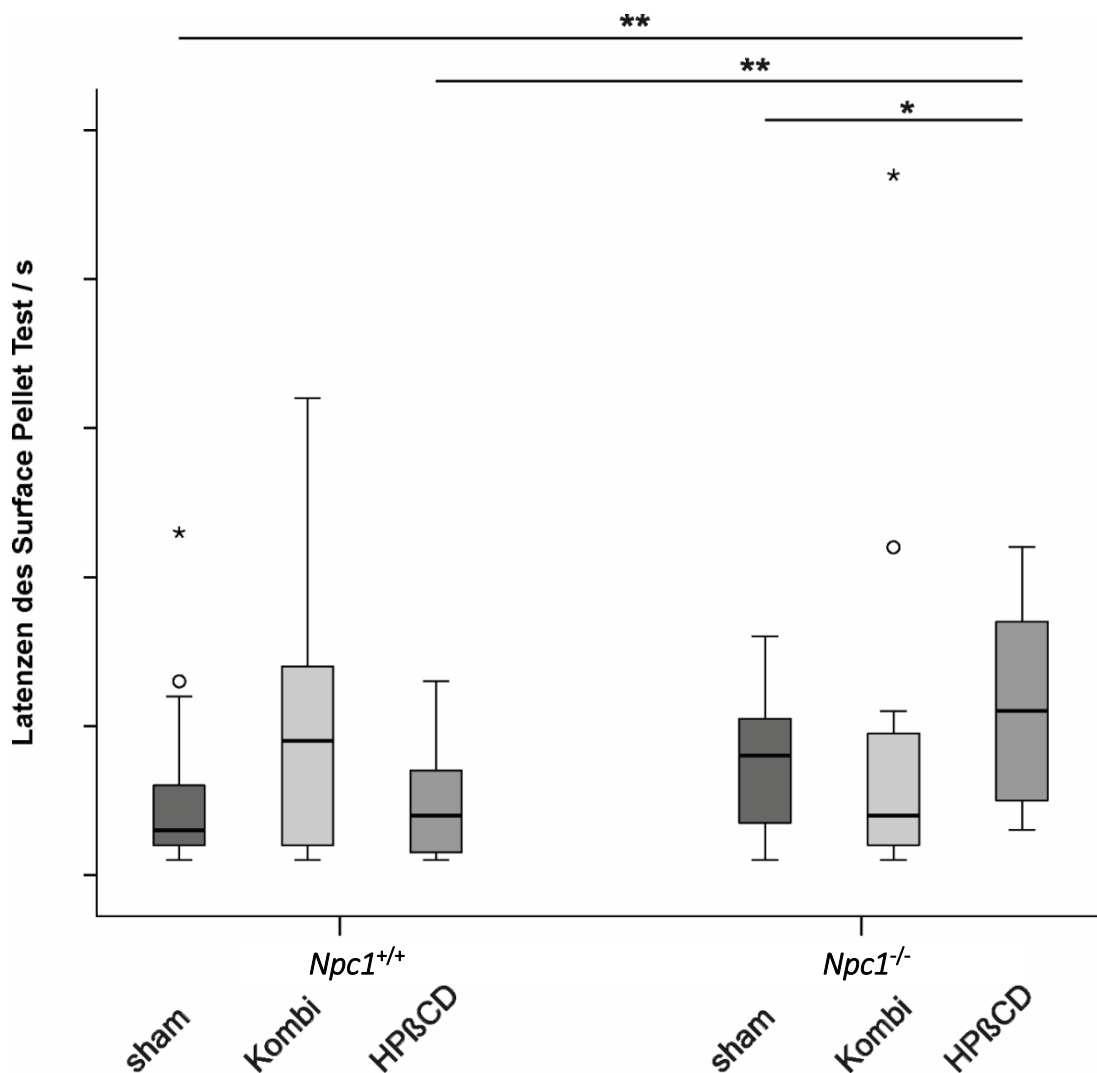 **
**
*
Latenzen des Surface Pellet Test / s
Npc1+/+ Npc1-/-
sham Kombi HPßCD sham Kombi HPßCD